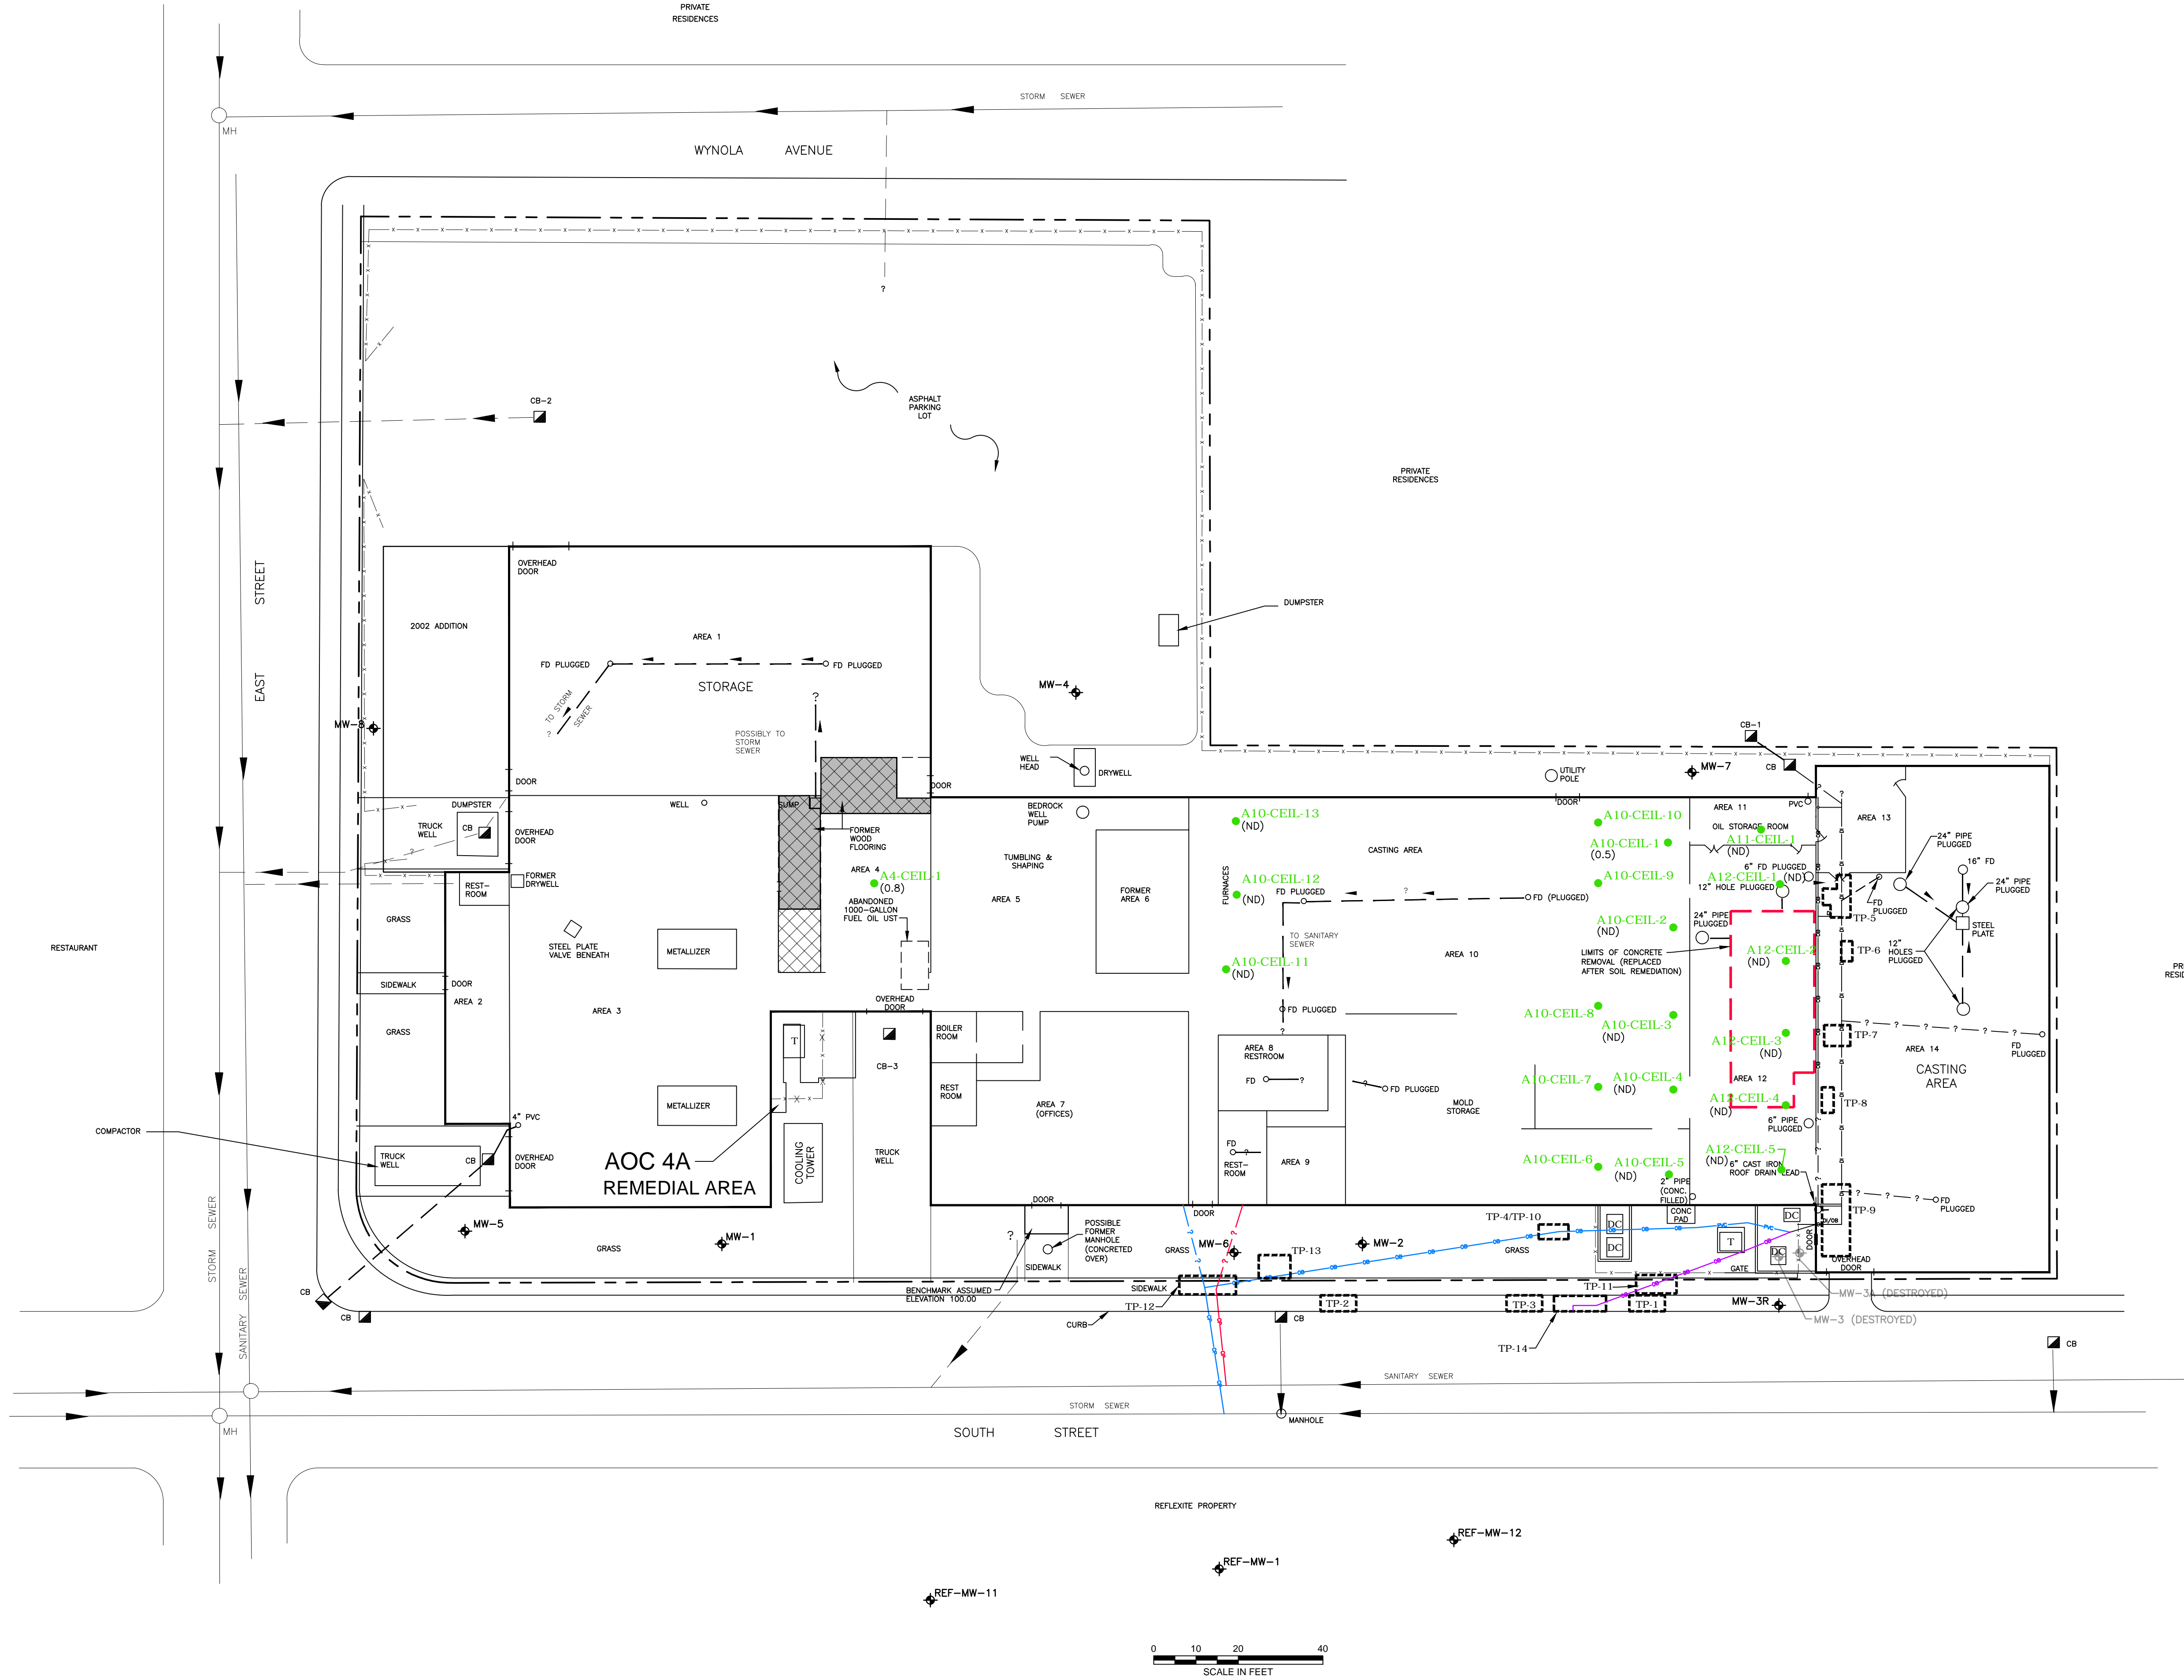 PRIVATE
RESIDENCES
STORM SEWER
MH
WYNOLA AVENUE
?
CB-2
ASPHALT
PARKING
LOT
PRIVATE
RESIDENCES
EAST STREET
OVERHEAD
DOOR
2002 ADDITION
AREA 1
FD PLUGGED
FD PLUGGED
STORAGE
TO STORM
SEWER
?
?
POSSIBLY TO
STORM
SEWER
DUMPSTER
MW-4
MW-8
CB-1
CB
MW-7
WELL
HEAD
DRYWELL
UTILITY
POLE
DOOR
DOOR
DOOR
DUMPSTER
WELL
SUMP
BEDROCK
WELL
PUMP
TRUCK
WELL
CB
OVERHEAD
DOOR
?
FORMER
WOOD
FLOORING
TUMBLING &
SHAPING
AREA 5
FORMER
AREA 6
AREA 4
A4-CEIL-1
(0.8)
ABANDONED
1000-GALLON
FUEL OIL UST
REST-
ROOM
FORMER
DRYWELL
GRASS
RESTAURANT
STEEL PLATE
VALVE BENEATH
METALLIZER
SIDEWALK
DOOR
AREA 2
AREA 3
GRASS
OVERHEAD
DOOR
CB-3
BOILER
ROOM
REST
ROOM
AREA 7
(OFFICES)
T
METALLIZER
4" PVC
COMPACTOR
TRUCK
WELL
CB
OVERHEAD
DOOR
AOC 4A
REMEDIAL AREA
COOLING
TOWER
TRUCK
WELL
A10-CEIL-13
(ND)
FURNACES
A10-CEIL-12
(ND)
FD PLUGGED
?
FD (PLUGGED)
A10-CEIL-11
(ND)
TO SANITARY
SEWER
FD PLUGGED
?
CASTING AREA
AREA 10
AREA 8
RESTROOM
FD
?
?
FD PLUGGED
FD
REST-
ROOM
AREA 9
MOLD
STORAGE
A10-CEIL-10
A10-CEIL-1
(0.5)
A10-CEIL-9
A10-CEIL-2
(ND)
A10-CEIL-8
A10-CEIL-3
(ND)
A10-CEIL-7
A10-CEIL-4
(ND)
A10-CEIL-6
A10-CEIL-5
(ND)
AREA 11
PVC
OIL STORAGE ROOM
A11-CEIL-1
(ND)
6" FD PLUGGED
A12-CEIL-1
(ND)
12" HOLE PLUGGED
24" PIPE
PLUGGED
LIMITS OF CONCRETE
REMOVAL (REPLACED
AFTER SOIL REMEDIATION)
A12-CEIL-2
(ND)
A12-CEIL-3
(ND)
AREA 12
A12-CEIL-4
(ND)
6" PIPE
PLUGGED
A12-CEIL-5
(ND)
6" CAST IRON
ROOF DRAIN LEAD
2" PIPE
(CONC.
FILLED)
CONC
PAD
AREA 13
24" PIPE
PLUGGED
16" FD
24" PIPE
PLUGGED
FD
PLUGGED
STEEL
PLATE
12"
HOLES
PLUGGED
TP-5
TP-6
TP-7
TP-8
TP-9
AREA 14
CASTING
AREA
FD
PLUGGED
FD
PLUGGED
MW-5
MW-1
GRASS
DOOR
?
POSSIBLE
FORMER
MANHOLE
(CONCRETED
OVER)
SIDEWALK
BENCHMARK ASSUMED
ELEVATION 100.00
DOOR
GRASS
MW-6
MW-2
TP-13
TP-4/TP-10
GRASS
DC
DC
DC
DC
T
GATE
DOOR
OVERHEAD
DOOR
SIDEWALK
TP-12
TP-2
TP-3
TP-11
TP-1
MW-3R
MW-3A (DESTROYED)
MW-3 (DESTROYED)
TP-14
CURB
CB
CB
CB
CB
STORM SEWER
SANITARY SEWER
SANITARY SEWER
STORM SEWER
MANHOLE
MH
SOUTH STREET
REFLEXITE PROPERTY
REF-MW-12
REF-MW-1
REF-MW-11
0 10 20 40
SCALE IN FEET